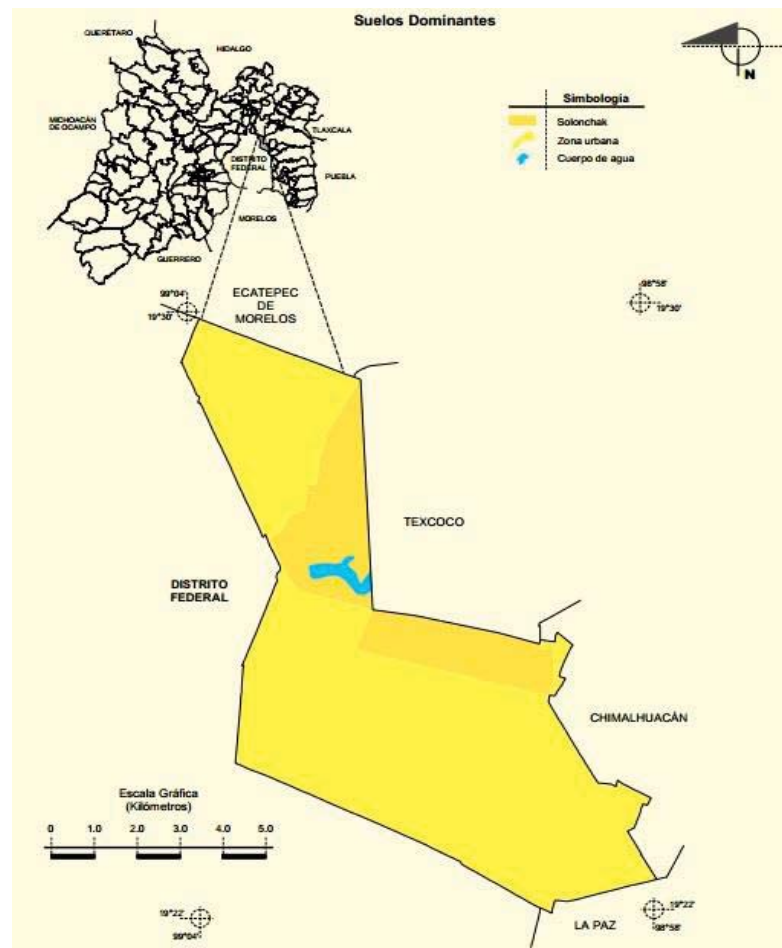 Suelos Dominantes
QUERÉTARO
HIDALGO
MICHOACÁN
DE OCAMPO
TLAXCALA
DISTRITO
FEDERAL
PUEBLA
MORELOS
GUERRERO
N
Simbología
Solonchak
Zona urbana
Cuerpo de agua
99°04'
19°30'
ECATEPEC
DE
MORELOS
98°58'
19°30'
TEXCOCO
DISTRITO
FEDERAL
CHIMALHUACÁN
Escala Gráfica
(Kilómetros)
0 1.0 2.0 3.0 4.0 5.0
19°22'
99°04'
LA PAZ
19°22'
98°58'